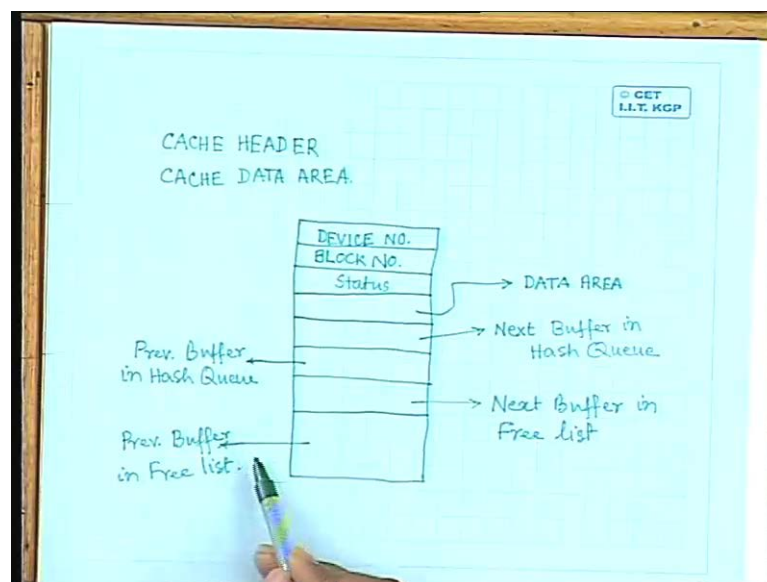 © CET
I.I.T. KGP
CACHE HEADER
CACHE DATA AREA.
DEVICE NO.
BLOCK NO.
Status
DATA AREA
Next Buffer in
Hash Queue
Prev. Buffer
in Hash Queue
Next Buffer in
Free list
Prev. Buffer
in Free list.